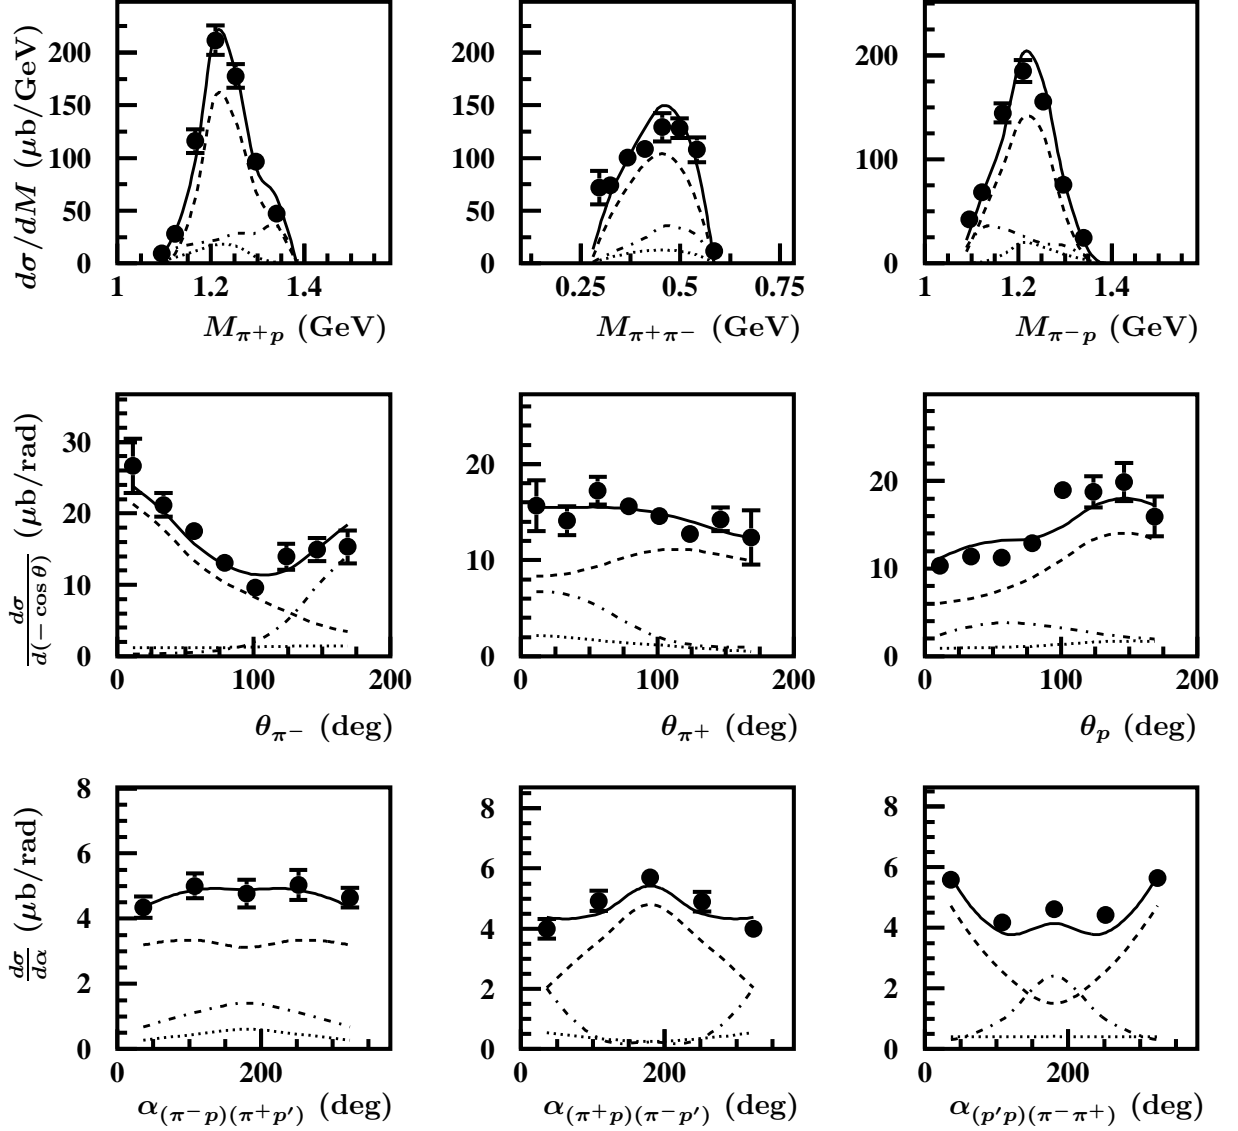 dσ/dM (μb/GeV)
200
150
100
50
0
1 1.2 1.4
M_{π+p} (GeV)
200
150
100
50
0
0.25 0.5 0.75
M_{π+π−} (GeV)
200
100
0
1 1.2 1.4
M_{π−p} (GeV)
dσ/d(− cos θ) (μb/rad)
30
20
10
0
0 100 200
θ_{π−} (deg)
20
10
0
0 100 200
θ_{π+} (deg)
20
10
0
0 100 200
θ_p (deg)
dσ/dα (μb/rad)
8
6
4
2
0
0 200
α_{(π−p)(π+p′)} (deg)
8
6
4
2
0
0 200
α_{(π+p)(π−p′)} (deg)
8
6
4
2
0
0 200
α_{(p′p)(π−π+)} (deg)